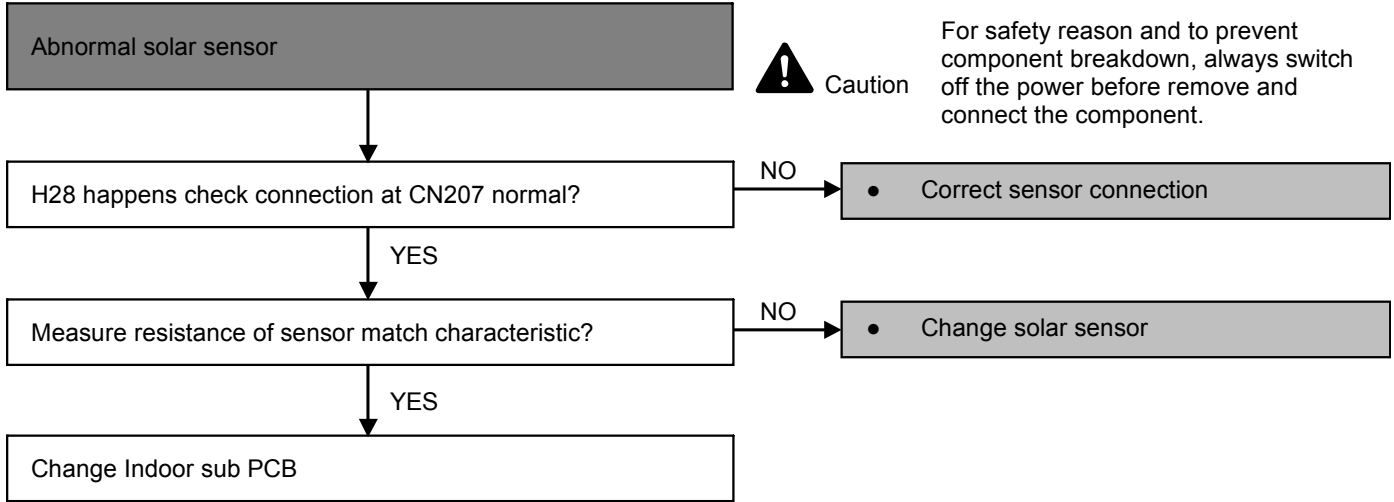 Abnormal solar sensor
Caution
For safety reason and to prevent
component breakdown, always switch
off the power before remove and
connect the component.
H28 happens check connection at CN207 normal?
NO
● Correct sensor connection
YES
Measure resistance of sensor match characteristic?
NO
● Change solar sensor
YES
Change Indoor sub PCB